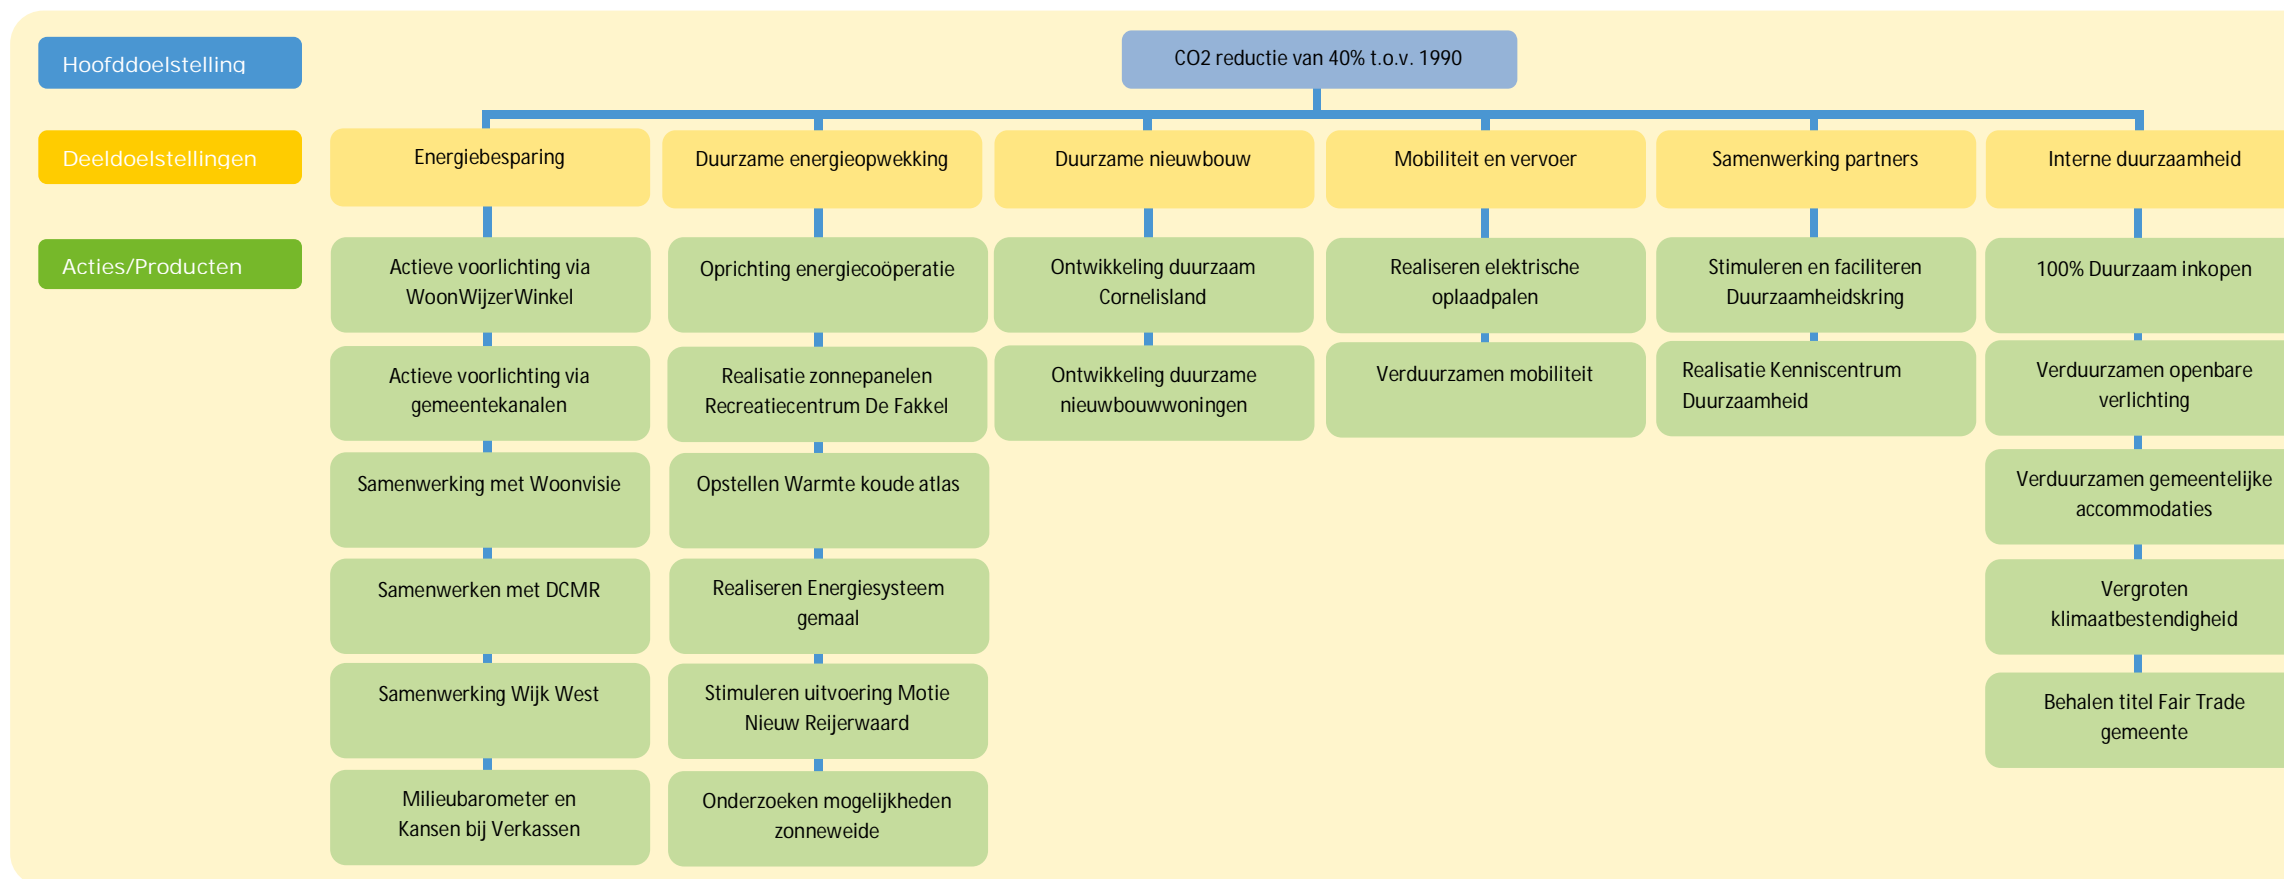 Hoofddoelstelling
CO2 reductie van 40% t.o.v. 1990
Deeldoelstellingen
Energiebesparing
Duurzame energieopwekking
Duurzame nieuwbouw
Mobiliteit en vervoer
Samenwerking partners
Interne duurzaamheid
Acties/Producten
Actieve voorlichting via
WoonWijzerWinkel
Actieve voorlichting via
gemeentekanalen
Samenwerking met Woonvisie
Samenwerken met DCMR
Samenwerking Wijk West
Milieubarometer en
Kansen bij Verkassen
Oprichting energiecoöperatie
Realisatie zonnepanelen
Recreatiecentrum De Fakkel
Opstellen Warmte koude atlas
Realiseren Energiesysteem
gemaal
Stimuleren uitvoering Motie
Nieuw Reijerwaard
Onderzoeken mogelijkheden
zonneweide
Ontwikkeling duurzaam
Cornelisland
Ontwikkeling duurzame
nieuwbouwwoningen
Realiseren elektrische
oplaadpalen
Verduurzamen mobiliteit
Stimuleren en faciliteren
Duurzaamheidskring
Realisatie Kenniscentrum
Duurzaamheid
100% Duurzaam inkopen
Verduurzamen openbare
verlichting
Verduurzamen gemeentelijke
accommodaties
Vergroten
klimaatbestendigheid
Behalen titel Fair Trade
gemeente